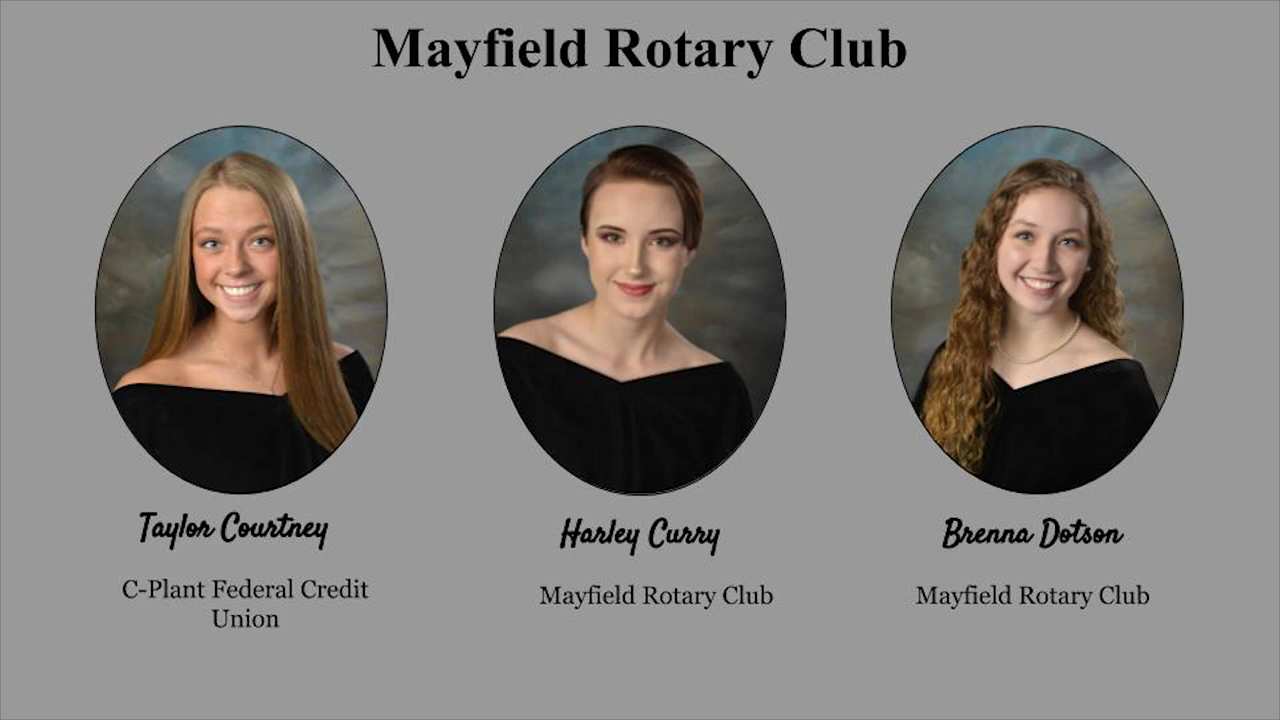 Mayfield Rotary Club
Taylor Courtney
Harley Curry
Brenna Dotson
C-Plant Federal Credit
Union
Mayfield Rotary Club
Mayfield Rotary Club